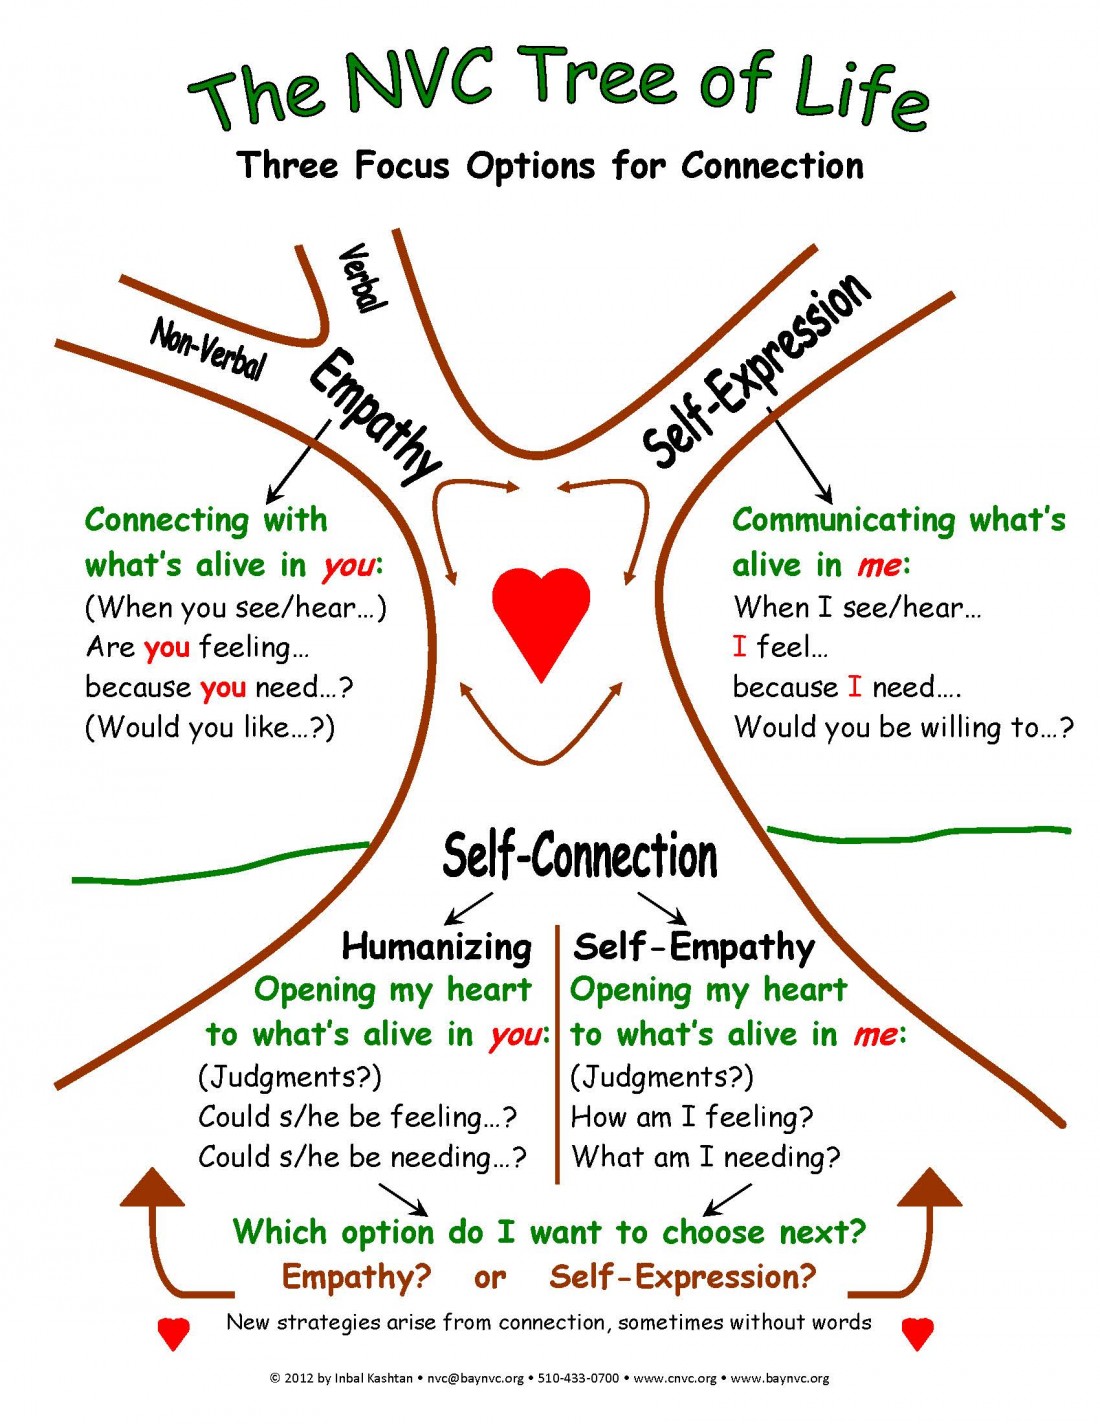 The NVC Tree of Life
Three Focus Options for Connection
Non-Verbal
Verbal
Empathy
Self-Expression
Connecting with
what's alive in you:
(When you see/hear...)
Are you feeling...
because you need...?
(Would you like...?)
Communicating what's
alive in me:
When I see/hear...
I feel...
because I need....
Would you be willing to...?
Self-Connection
Humanizing
Opening my heart
to what's alive in you:
(Judgments?)
Could s/he be feeling...?
Could s/he be needing...?
Self-Empathy
Opening my heart
to what's alive in me:
(Judgments?)
How am I feeling?
What am I needing?
Which option do I want to choose next?
Empathy? or Self-Expression?
New strategies arise from connection, sometimes without words
© 2012 by Inbal Kashtan • nvc@baynvc.org • 510-433-0700 • www.cnvc.org • www.baynvc.org